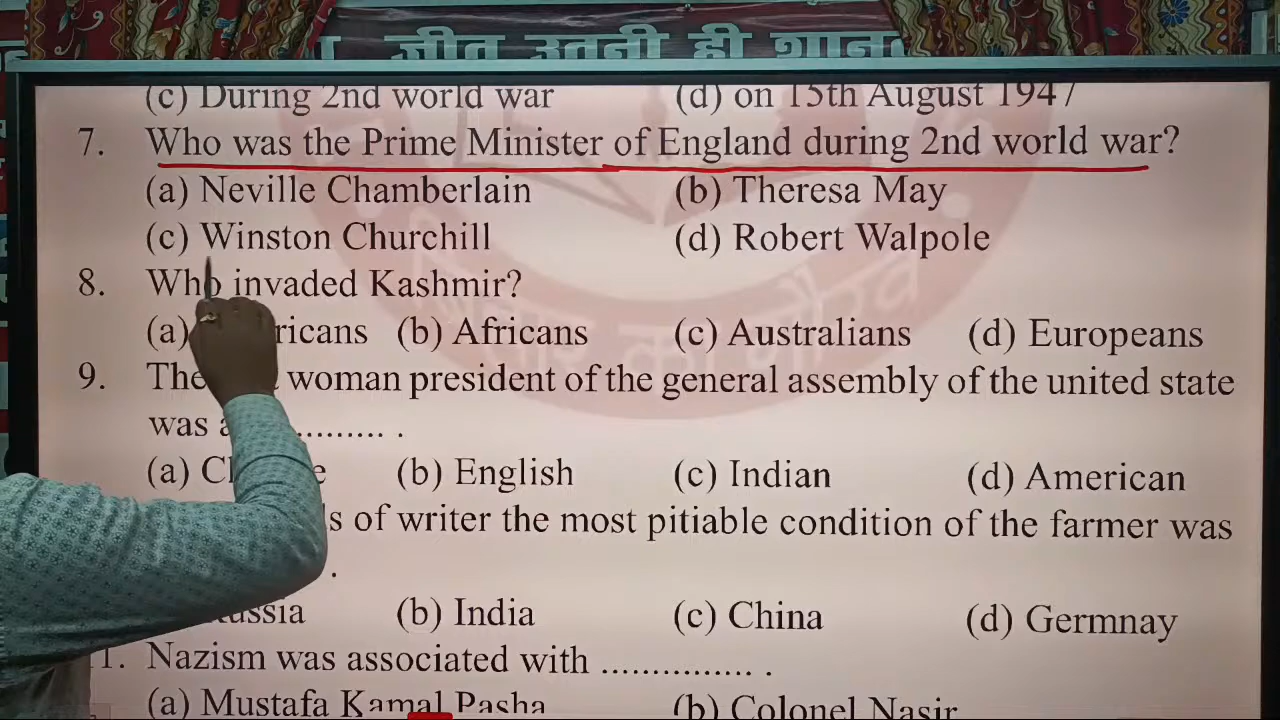 जीत उतनी ही शान
(c) During 2nd world war (d) on 15th August 1947
7. Who was the Prime Minister of England during 2nd world war?
(a) Neville Chamberlain (b) Theresa May
(c) Winston Churchill (d) Robert Walpole
8. Who invaded Kashmir?
(a) (b) Africans (c) Australians (d) Europeans
9. The woman president of the general assembly of the united state
was a ............ .
(a) (b) English (c) Indian (d) American
of writer the most pitiable condition of the farmer was
.
Russia (b) India (c) China (d) Germnay
11. Nazism was associated with ............... .
(a) Mustafa Kamal Pasha (b) Colonel Nasir